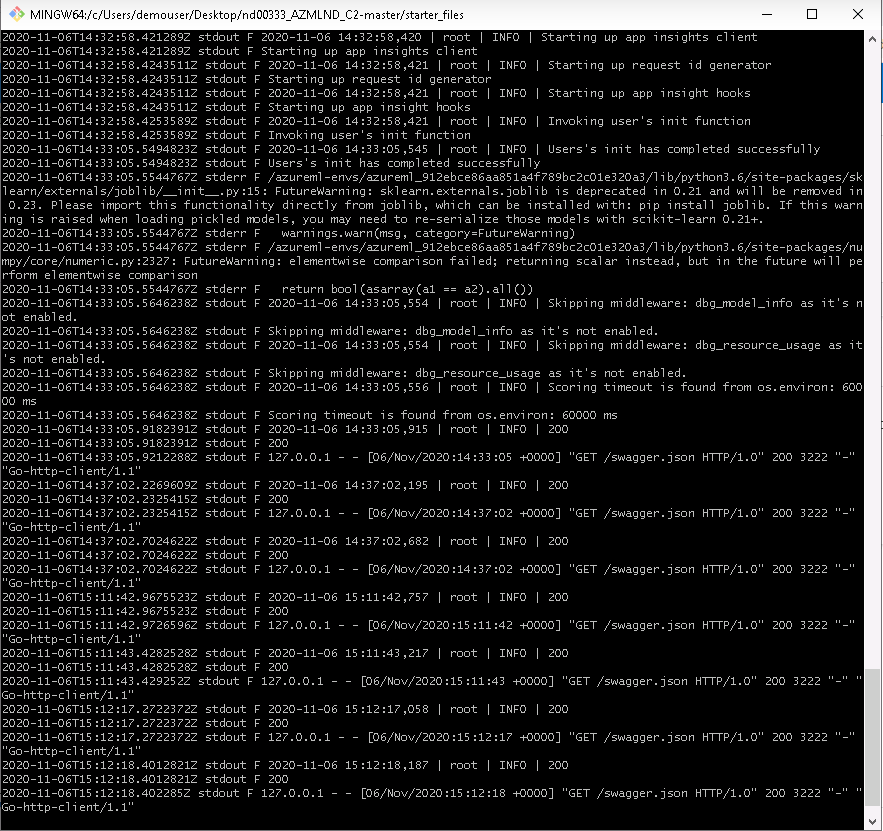 MINGW64:/c/Users/demouser/Desktop/nd00333_AZMLND_C2-master/starter_files
2020-11-06T14:32:58.421289Z stdout F 2020-11-06 14:32:58,420 | root | INFO | Starting up app insights client
2020-11-06T14:32:58.421289Z stdout F Starting up app insights client
2020-11-06T14:32:58.4243511Z stdout F 2020-11-06 14:32:58,421 | root | INFO | Starting up request id generator
2020-11-06T14:32:58.4243511Z stdout F Starting up request id generator
2020-11-06T14:32:58.4243511Z stdout F 2020-11-06 14:32:58,421 | root | INFO | Starting up app insight hooks
2020-11-06T14:32:58.4243511Z stdout F Starting up app insight hooks
2020-11-06T14:32:58.4253589Z stdout F 2020-11-06 14:32:58,421 | root | INFO | Invoking user's init function
2020-11-06T14:32:58.4253589Z stdout F Invoking user's init function
2020-11-06T14:33:05.5494823Z stdout F 2020-11-06 14:33:05,545 | root | INFO | Users's init has completed successfully
2020-11-06T14:33:05.5494823Z stdout F Users's init has completed successfully
2020-11-06T14:33:05.5544767Z stderr F /azureml-envs/azureml_912ebce86aa851a4f789bc2c01e320a3/lib/python3.6/site-packages/sk
learn/externals/joblib/__init__.py:15: FutureWarning: sklearn.externals.joblib is deprecated in 0.21 and will be removed in
 0.23. Please import this functionality directly from joblib, which can be installed with: pip install joblib. If this warn
ing is raised when loading pickled models, you may need to re-serialize those models with scikit-learn 0.21+.
2020-11-06T14:33:05.5544767Z stderr F   warnings.warn(msg, category=FutureWarning)
2020-11-06T14:33:05.5544767Z stderr F /azureml-envs/azureml_912ebce86aa851a4f789bc2c01e320a3/lib/python3.6/site-packages/nu
mpy/core/numeric.py:2327: FutureWarning: elementwise comparison failed; returning scalar instead, but in the future will pe
rform elementwise comparison
2020-11-06T14:33:05.5544767Z stderr F   return bool(asarray(a1 == a2).all())
2020-11-06T14:33:05.5646238Z stdout F 2020-11-06 14:33:05,554 | root | INFO | Skipping middleware: dbg_model_info as it's n
ot enabled.
2020-11-06T14:33:05.5646238Z stdout F Skipping middleware: dbg_model_info as it's not enabled.
2020-11-06T14:33:05.5646238Z stdout F 2020-11-06 14:33:05,554 | root | INFO | Skipping middleware: dbg_resource_usage as it
's not enabled.
2020-11-06T14:33:05.5646238Z stdout F Skipping middleware: dbg_resource_usage as it's not enabled.
2020-11-06T14:33:05.5646238Z stdout F 2020-11-06 14:33:05,556 | root | INFO | Scoring timeout is found from os.environ: 600
00 ms
2020-11-06T14:33:05.5646238Z stdout F Scoring timeout is found from os.environ: 60000 ms
2020-11-06T14:33:05.9182391Z stdout F 2020-11-06 14:33:05,915 | root | INFO | 200
2020-11-06T14:33:05.9182391Z stdout F 200
2020-11-06T14:33:05.9212288Z stdout F 127.0.0.1 - - [06/Nov/2020:14:33:05 +0000] "GET /swagger.json HTTP/1.0" 200 3222 "-"
"Go-http-client/1.1"
2020-11-06T14:37:02.2269609Z stdout F 2020-11-06 14:37:02,195 | root | INFO | 200
2020-11-06T14:37:02.2325415Z stdout F 200
2020-11-06T14:37:02.2325415Z stdout F 127.0.0.1 - - [06/Nov/2020:14:37:02 +0000] "GET /swagger.json HTTP/1.0" 200 3222 "-"
"Go-http-client/1.1"
2020-11-06T14:37:02.7024622Z stdout F 2020-11-06 14:37:02,682 | root | INFO | 200
2020-11-06T14:37:02.7024622Z stdout F 200
2020-11-06T14:37:02.7024622Z stdout F 127.0.0.1 - - [06/Nov/2020:14:37:02 +0000] "GET /swagger.json HTTP/1.0" 200 3222 "-"
"Go-http-client/1.1"
2020-11-06T15:11:42.9675523Z stdout F 2020-11-06 15:11:42,757 | root | INFO | 200
2020-11-06T15:11:42.9675523Z stdout F 200
2020-11-06T15:11:42.9726596Z stdout F 127.0.0.1 - - [06/Nov/2020:15:11:42 +0000] "GET /swagger.json HTTP/1.0" 200 3222 "-"
"Go-http-client/1.1"
2020-11-06T15:11:43.4282528Z stdout F 2020-11-06 15:11:43,217 | root | INFO | 200
2020-11-06T15:11:43.4282528Z stdout F 200
2020-11-06T15:11:43.429252Z stdout F 127.0.0.1 - - [06/Nov/2020:15:11:43 +0000] "GET /swagger.json HTTP/1.0" 200 3222 "-" "
Go-http-client/1.1"
2020-11-06T15:12:17.2722372Z stdout F 2020-11-06 15:12:17,058 | root | INFO | 200
2020-11-06T15:12:17.2722372Z stdout F 200
2020-11-06T15:12:17.2722372Z stdout F 127.0.0.1 - - [06/Nov/2020:15:12:17 +0000] "GET /swagger.json HTTP/1.0" 200 3222 "-"
"Go-http-client/1.1"
2020-11-06T15:12:18.4012821Z stdout F 2020-11-06 15:12:18,187 | root | INFO | 200
2020-11-06T15:12:18.4012821Z stdout F 200
2020-11-06T15:12:18.402285Z stdout F 127.0.0.1 - - [06/Nov/2020:15:12:18 +0000] "GET /swagger.json HTTP/1.0" 200 3222 "-" "
Go-http-client/1.1"